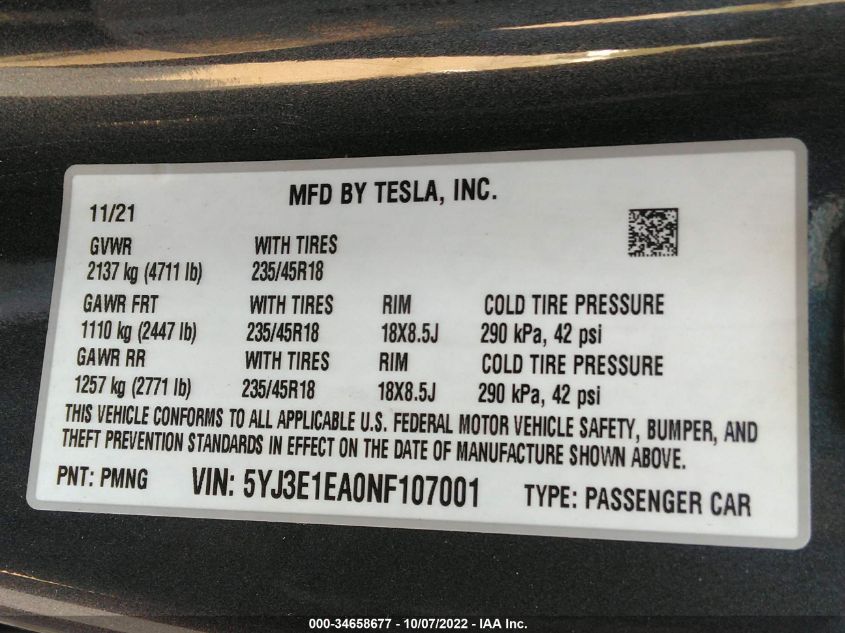 MFD BY TESLA, INC.
11/21
GVWR WITH TIRES
2137 kg (4711 lb) 235/45R18
GAWR FRT WITH TIRES RIM COLD TIRE PRESSURE
1110 kg (2447 lb) 235/45R18 18X8.5J 290 kPa, 42 psi
GAWR RR WITH TIRES RIM COLD TIRE PRESSURE
1257 kg (2771 lb) 235/45R18 18X8.5J 290 kPa, 42 psi
THIS VEHICLE CONFORMS TO ALL APPLICABLE U.S. FEDERAL MOTOR VEHICLE SAFETY, BUMPER, AND
THEFT PREVENTION STANDARDS IN EFFECT ON THE DATE OF MANUFACTURE SHOWN ABOVE.
PNT: PMNG VIN: 5YJ3E1EA0NF107001 TYPE: PASSENGER CAR
000-34658677 - 10/07/2022 - IAA Inc.